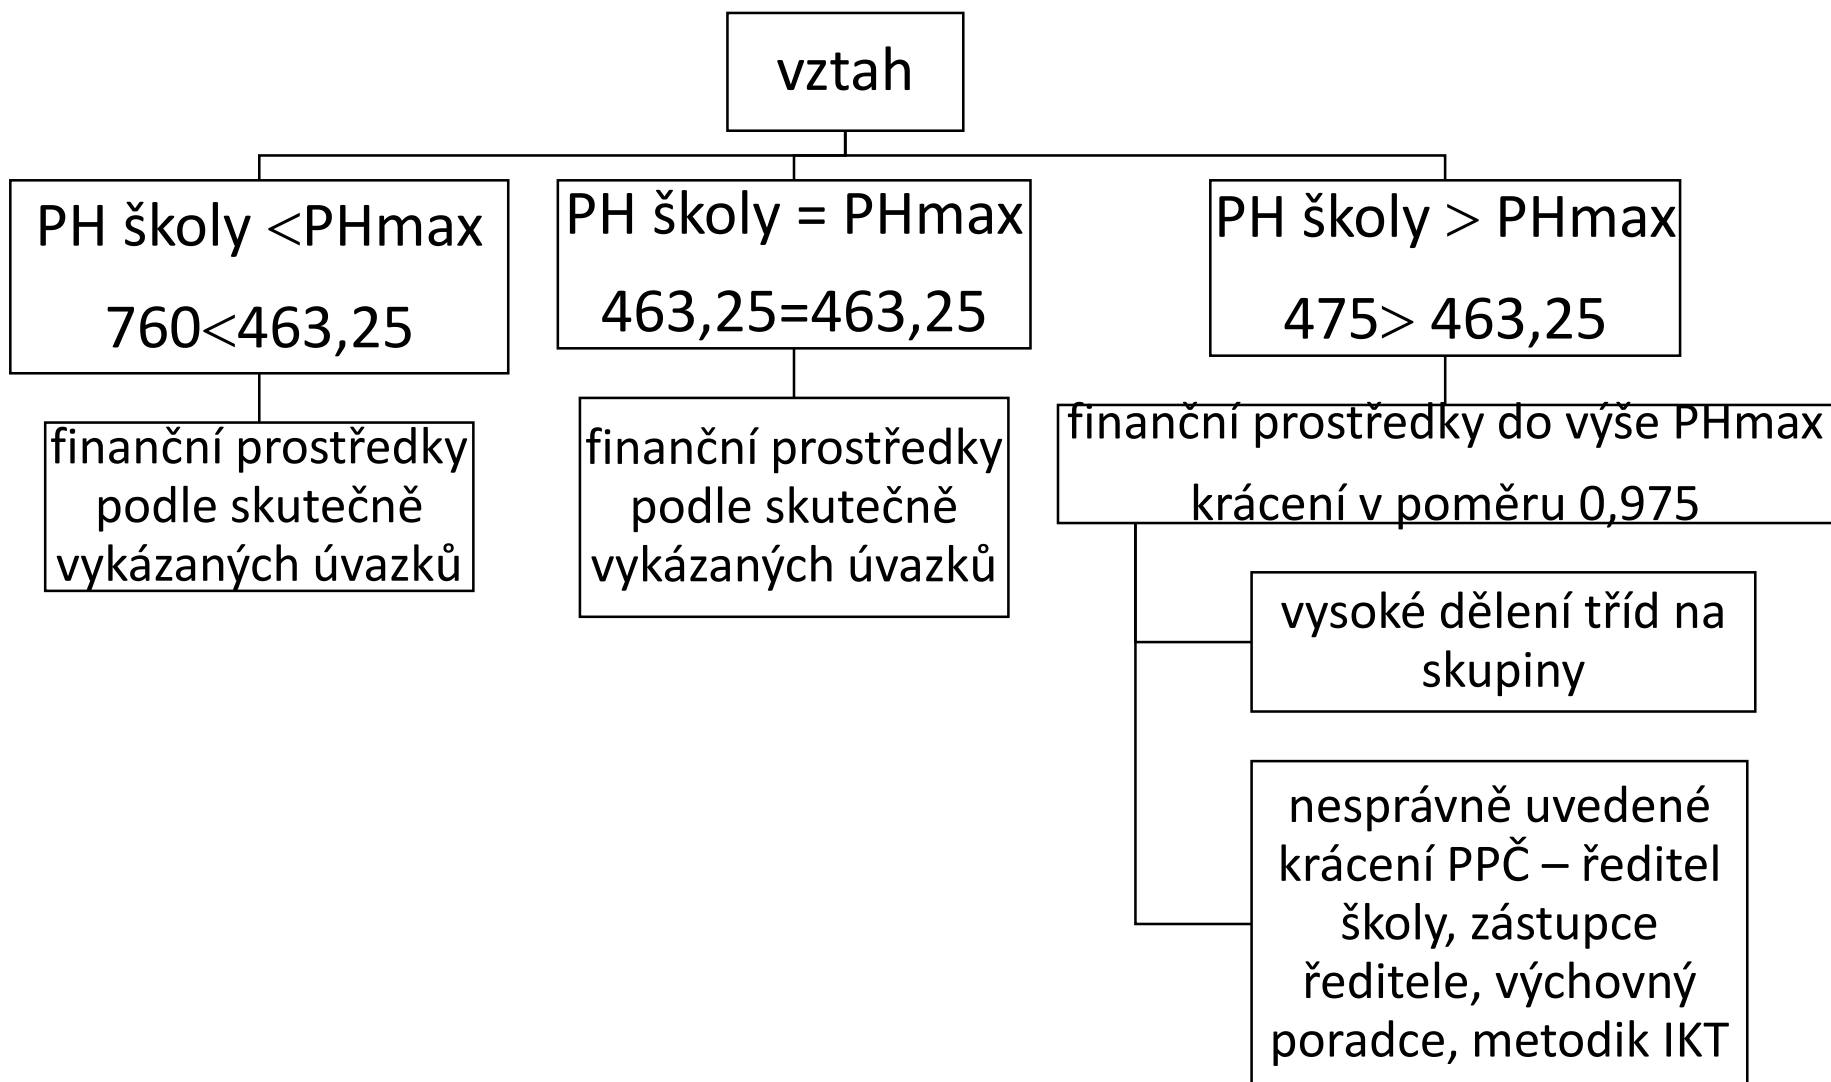 vztah
PH školy <PHmax
760<463,25
PH školy = PHmax
463,25=463,25
PH školy > PHmax
475> 463,25
finanční prostředky
podle skutečně
vykázaných úvazků
finanční prostředky
podle skutečně
vykázaných úvazků
finanční prostředky do výše PHmax
krácení v poměru 0,975
vysoké dělení tříd na
skupiny
nesprávně uvedené
krácení PPČ – ředitel
školy, zástupce
ředitele, výchovný
poradce, metodik IKT